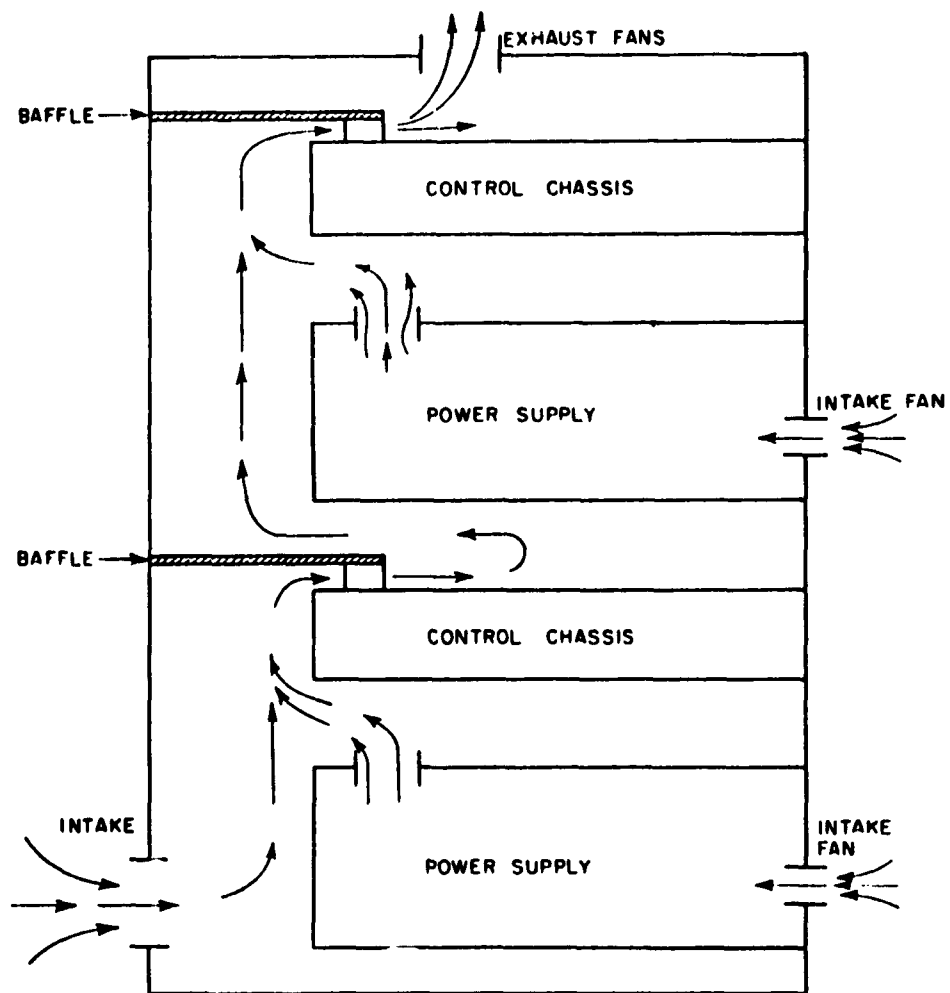 EXHAUST FANS
BAFFLE
CONTROL CHASSIS
POWER SUPPLY
INTAKE FAN
BAFFLE
CONTROL CHASSIS
INTAKE
POWER SUPPLY
INTAKE
FAN